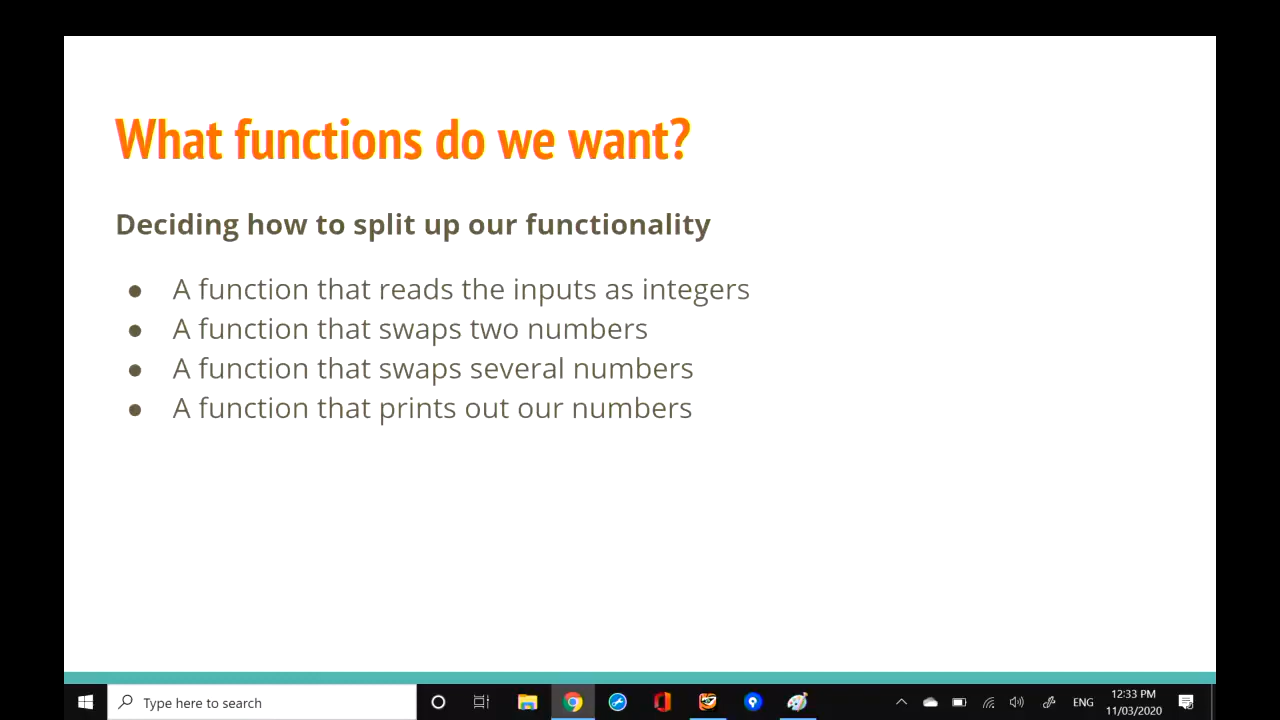 What functions do we want?
Deciding how to split up our functionality
● A function that reads the inputs as integers
● A function that swaps two numbers
● A function that swaps several numbers
● A function that prints out our numbers
Type here to search
ENG
12:33 PM
11/03/2020